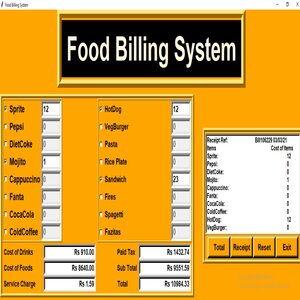 Food Billing System
Food Billing System
Sprite 12
Pepsi 0
DietCoke 0
Mojito 1
Cappuccino 0
Fanta 0
CocaCola 0
ColdCoffee 0
HotDog 12
VegBurger 0
Pasta 0
Rice Plate 0
Sandwich 23
Fires 0
Spagetti 0
Fazitas 0
Cost of Drinks Rs 910.00
Cost of Foods Rs 8640.00
Service Charge Rs 1.59
Paid Tax Rs 1432.74
Sub Total Rs 9551.59
Total Rs 10984.33
Receipt Ref: Bill106229 03/03/21
Items Cost of Items
Sprite: 12
Pepsi: 0
DietCoke: 0
Mojito: 1
Cappuccino: 0
Fanta: 0
CocaCola: 0
ColdCoffee: 0
HotDog: 12
VegBurger: 0
Total Receipt Reset Exit